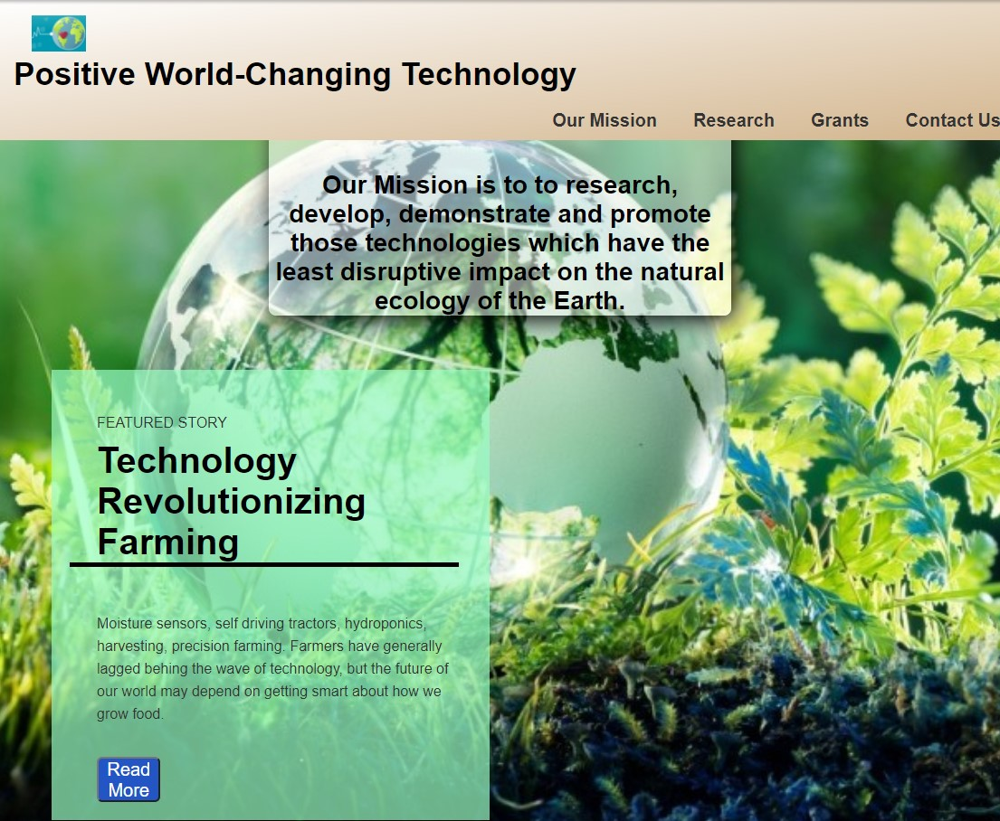 Positive World-Changing Technology
Our Mission Research Grants Contact Us
Our Mission is to to research,
develop, demonstrate and promote
those technologies which have the
least disruptive impact on the natural
ecology of the Earth.
FEATURED STORY
Technology
Revolutionizing
Farming
Moisture sensors, self driving tractors, hydroponics,
harvesting, precision farming. Farmers have generally
lagged behing the wave of technology, but the future of
our world may depend on getting smart about how we
grow food.
Read
More